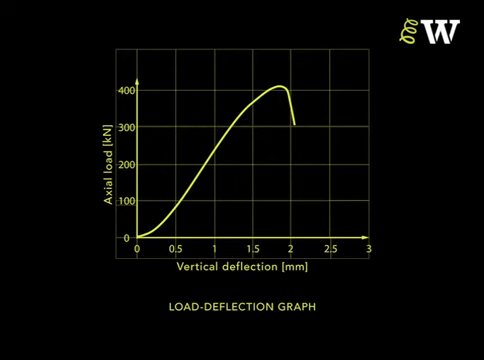 W
400
300
200
100
0
Axial load [kN]
0 0.5 1 1.5 2 2.5 3
Vertical deflection [mm]
LOAD-DEFLECTION GRAPH